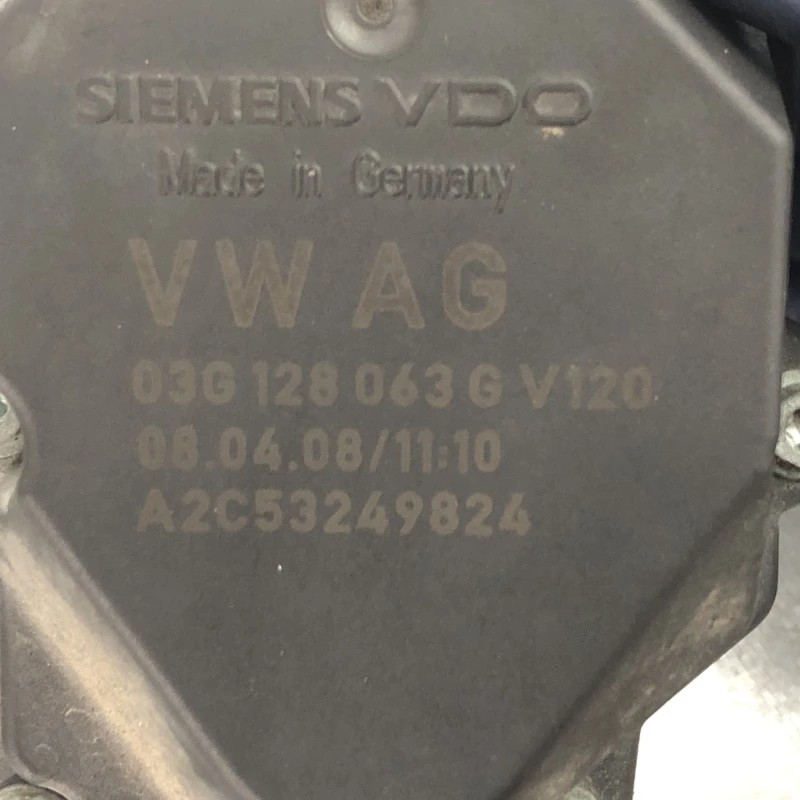 SIEMENS VDO
Made in Germany
VW AG
03G 128 063 G V120
08.04.08/11:10
A2C53249824